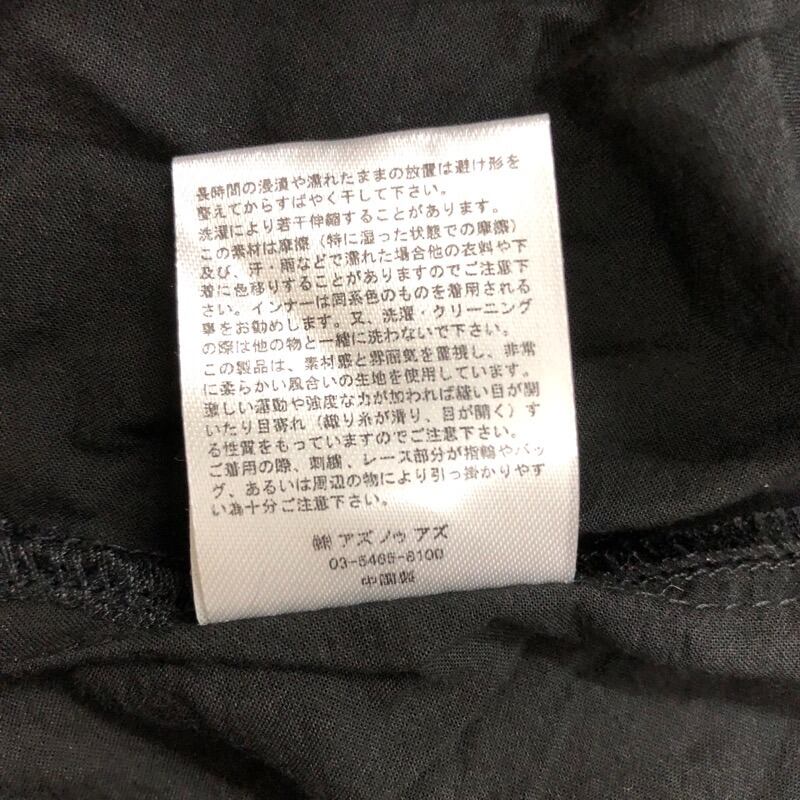 長時間の浸漬や濡れたままの放置は避け形を
整えてからすばやく干して下さい。
洗濯により若干伸縮することがあります。
この素材は摩擦（特に湿った状態での摩擦）
及び、汗・雨などで濡れた場合他の衣料や下
着に色移りすることがありますのでご注意下
さい。インナーは同系色のものを着用される
事をお勧めします。又、洗濯・クリーニング
の際は他の物と一緒に洗わないで下さい。
この製品は、素材感と雰囲気を重視し、非常
に柔らかい風合いの生地を使用しています。
激しい運動や強度な力が加われば縫い目が開
いたり目寄れ（織り糸が滑り、目が開く）す
る性質をもっていますのでご注意下さい。
ご着用の際、刺繍、レース部分が指輪やバッ
グ、あるいは周辺の物により引っ掛かりやす
い為十分ご注意下さい。
㈱アズノゥアズ
03-5465-8100
中国製